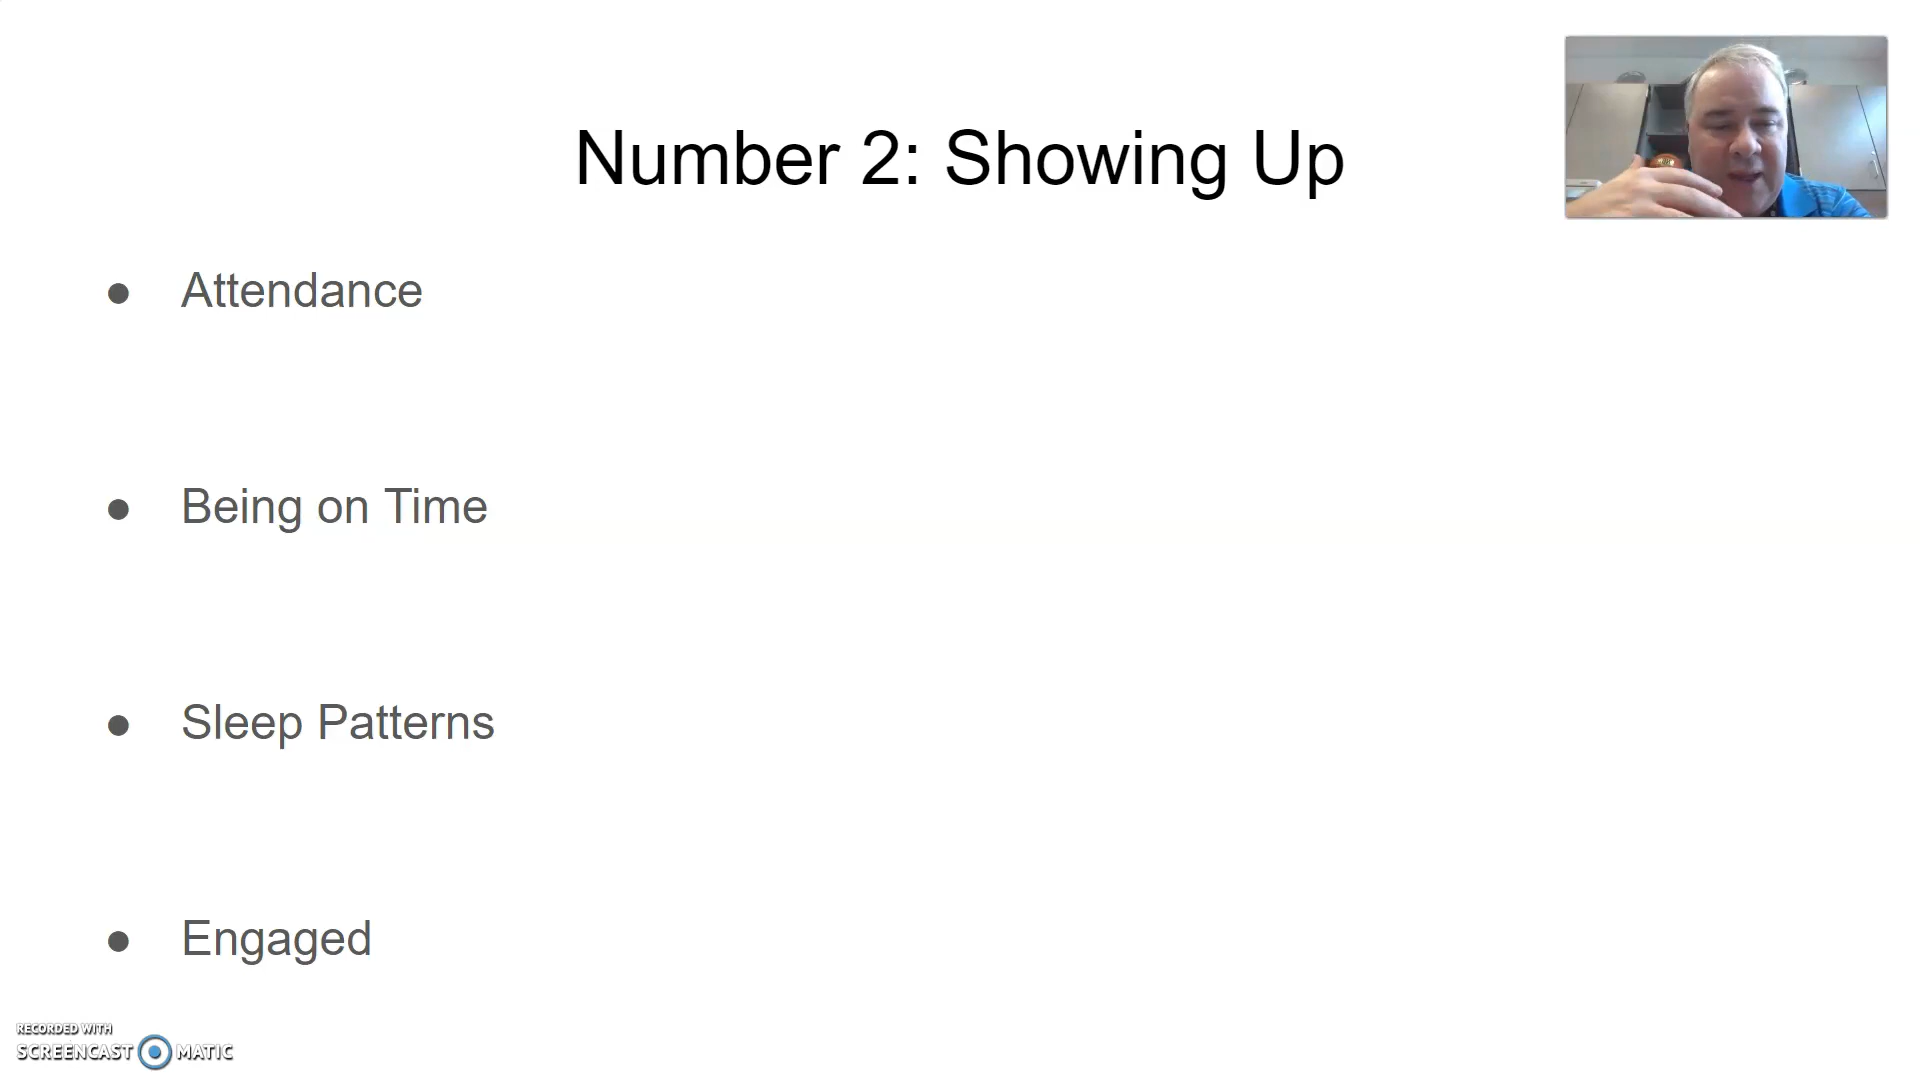 Number 2: Showing Up
● Attendance
● Being on Time
● Sleep Patterns
● Engaged
RECORDED WITH
SCREENCAST MATIC